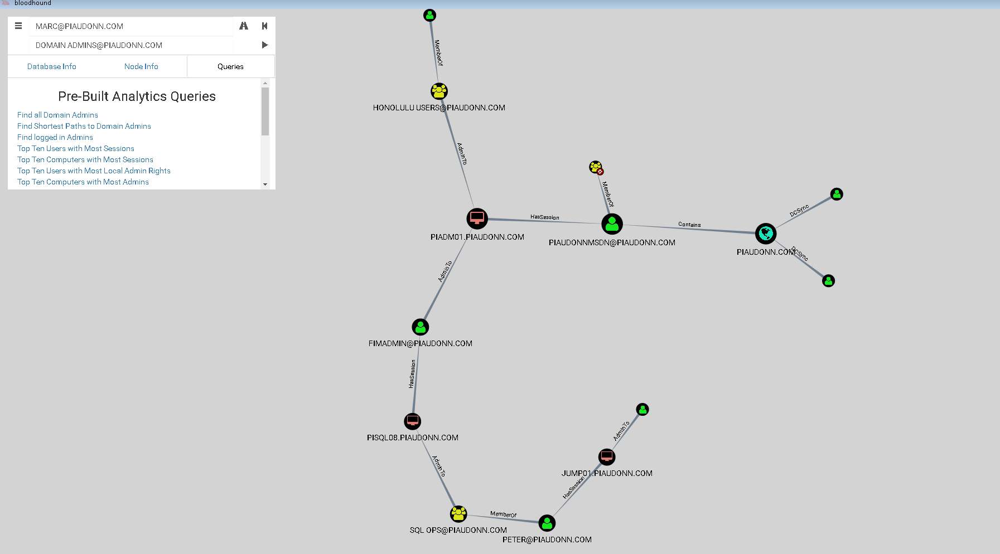 bloodhound
MARC@PIAUDONN.COM
DOMAIN ADMINS@PIAUDONN.COM
Database Info
Node Info
Queries
Pre-Built Analytics Queries
Find all Domain Admins
Find Shortest Paths to Domain Admins
Find logged in Admins
Top Ten Users with Most Sessions
Top Ten Computers with Most Sessions
Top Ten Users with Most Local Admin Rights
Top Ten Computers with Most Admins
MemberOf
HONOLULU USERS@PIAUDONN.COM
AdminTo
MemberOf
HasSession
PIADM01.PIAUDONN.COM
PIAUDONNMSDN@PIAUDONN.COM
Contains
DCSync
PIAUDONN.COM
DCSync
AdminTo
FIMADMIN@PIAUDONN.COM
HasSession
PISQL08.PIAUDONN.COM
AdminTo
AdminTo
JUMP01.PIAUDONN.COM
HasSession
MemberOf
SQL OPS@PIAUDONN.COM
PETER@PIAUDONN.COM